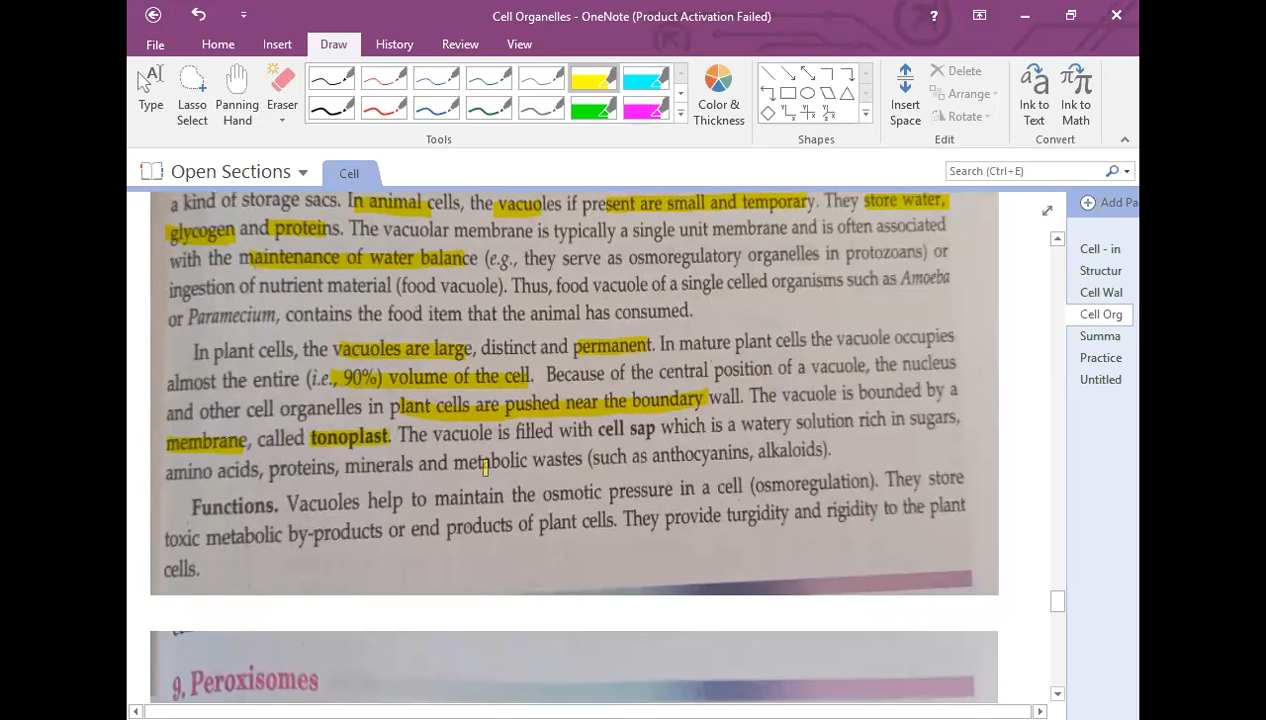 Cell Organelles - OneNote (Product Activation Failed)
File Home Insert Draw History Review View
Type
Lasso Select
Panning Hand
Eraser
Color & Thickness
Insert Space
Delete
Arrange
Rotate
Ink to Text
Ink to Math
Tools Shapes Edit Convert
Open Sections Cell Search (Ctrl+E)
Add Pa
Cell - in
Structur
Cell Wal
Cell Org
Summa
Practice
Untitled
a kind of storage sacs. In animal cells, the vacuoles if present are small and temporary. They store water,
glycogen and proteins. The vacuolar membrane is typically a single unit membrane and is often associated
with the maintenance of water balance (e.g., they serve as osmoregulatory organelles in protozoans) or
ingestion of nutrient material (food vacuole). Thus, food vacuole of a single celled organisms such as Amoeba
or Paramecium, contains the food item that the animal has consumed.
In plant cells, the vacuoles are large, distinct and permanent. In mature plant cells the vacuole occupies
almost the entire (i.e., 90%) volume of the cell. Because of the central position of a vacuole, the nucleus
and other cell organelles in plant cells are pushed near the boundary wall. The vacuole is bounded by a
membrane, called tonoplast. The vacuole is filled with cell sap which is a watery solution rich in sugars,
amino acids, proteins, minerals and metabolic wastes (such as anthocyanins, alkaloids).
Functions. Vacuoles help to maintain the osmotic pressure in a cell (osmoregulation). They store
toxic metabolic by-products or end products of plant cells. They provide turgidity and rigidity to the plant
cells.
9. Peroxisomes